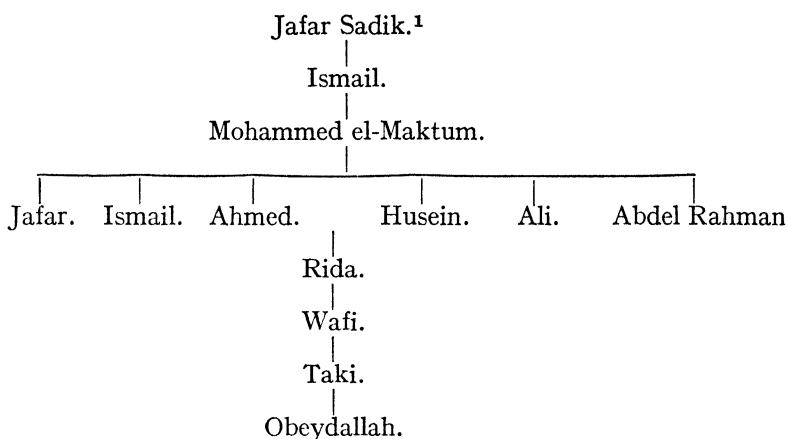 Jafar Sadik.¹
Ismail.
Mohammed el-Maktum.
Jafar. Ismail. Ahmed. Husein. Ali. Abdel Rahman
Rida.
Wafi.
Taki.
Obeydallah.